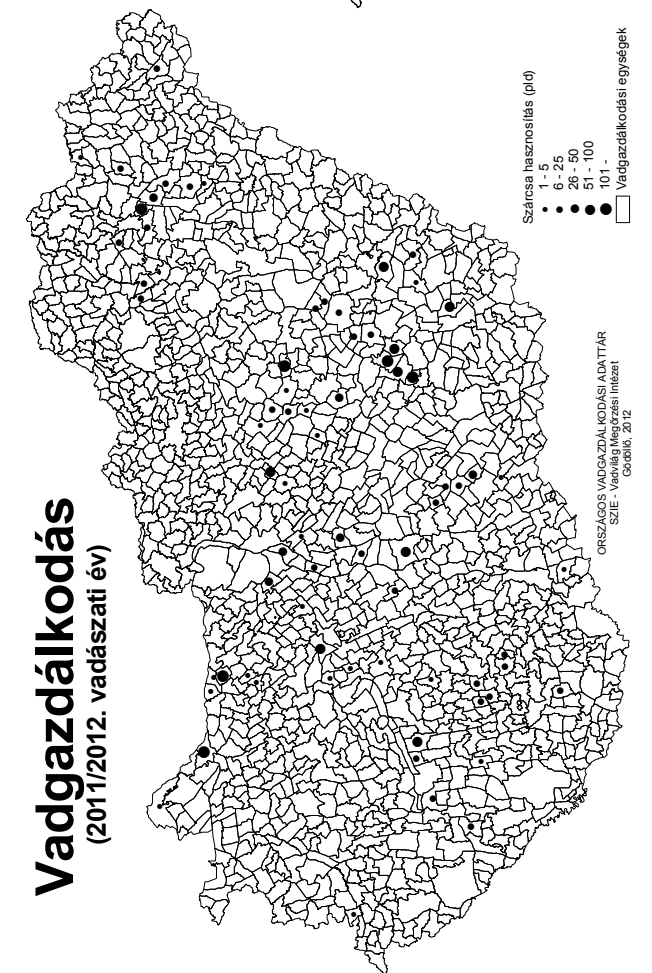 Vadgazdálkodás
(2011/2012. vadászati év)
Szárcsa hasznosítás (pld)
1 - 5
6 - 25
26 - 50
51 - 100
101 -
Vadgazdálkodási egységek
ORSZÁGOS VADGAZDÁLKODÁSI ADATTÁR
SZIE - Vadvilág Megőrzési Intézet
Gödöllő, 2012